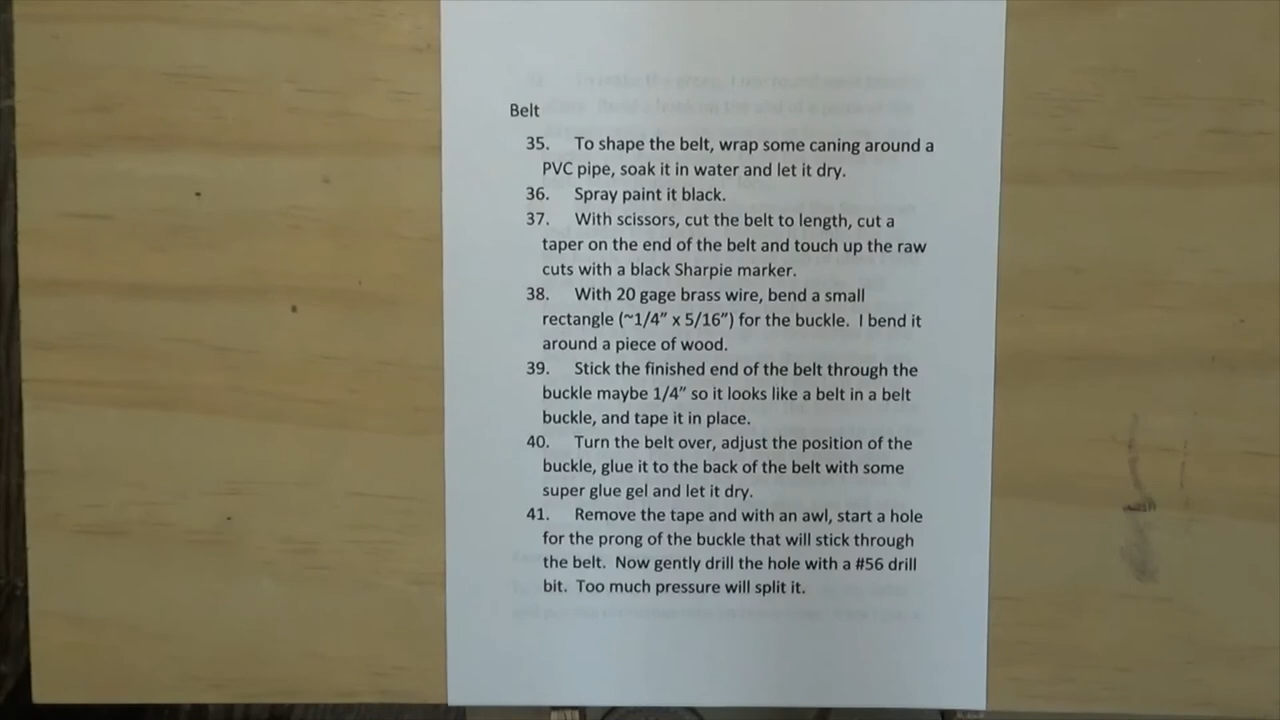 Belt
35. To shape the belt, wrap some caning around a
PVC pipe, soak it in water and let it dry.
36. Spray paint it black.
37. With scissors, cut the belt to length, cut a
taper on the end of the belt and touch up the raw
cuts with a black Sharpie marker.
38. With 20 gage brass wire, bend a small
rectangle (~1/4” x 5/16”) for the buckle.  I bend it
around a piece of wood.
39. Stick the finished end of the belt through the
buckle maybe 1/4” so it looks like a belt in a belt
buckle, and tape it in place.
40. Turn the belt over, adjust the position of the
buckle, glue it to the back of the belt with some
super glue gel and let it dry.
41. Remove the tape and with an awl, start a hole
for the prong of the buckle that will stick through
the belt.  Now gently drill the hole with a #56 drill
bit.  Too much pressure will split it.